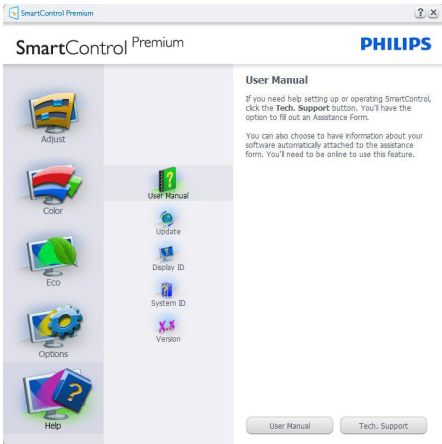 SmartControl Premium
? X
SmartControl Premium
PHILIPS
Adjust
Color
Eco
Options
Help
User Manual
Update
Display ID
System ID
X.X
Version
User Manual
If you need help setting up or operating SmartControl,
click the Tech. Support button. You'll have the
option to fill out an Assistance Form.
You can also choose to have information about your
software automatically attached to the assistance
form. You'll need to be online to use this feature.
User Manual
Tech. Support